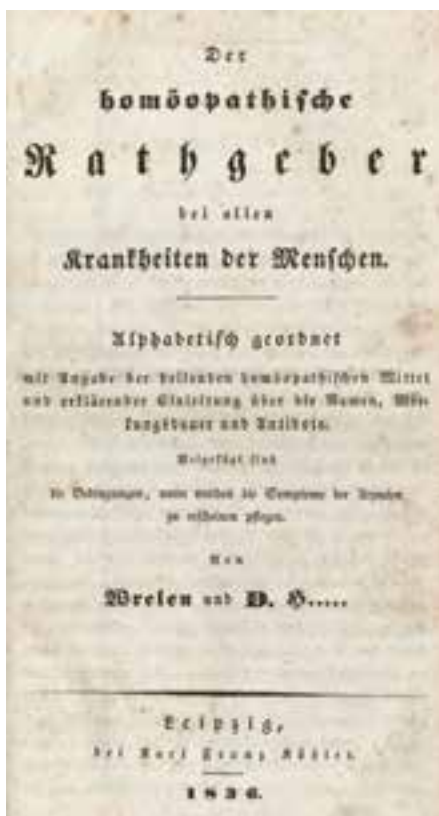 Der
homöopathische
Rathgeber
bei allen
Krankheiten der Menschen.
Alphabetisch geordnet
mit Angabe der heilenden homöopathischen Mittel
und erklärender Einleitung über die Namen, Wir-
kungsdauer und Antidote.
Beigefügt sind
die Bedingungen, unter welchen die Symptome der Arzneien
zu erscheinen pflegen.
Von
Wrelen und D. H.....
Leipzig,
bei Karl Franz Köhler.
1836.